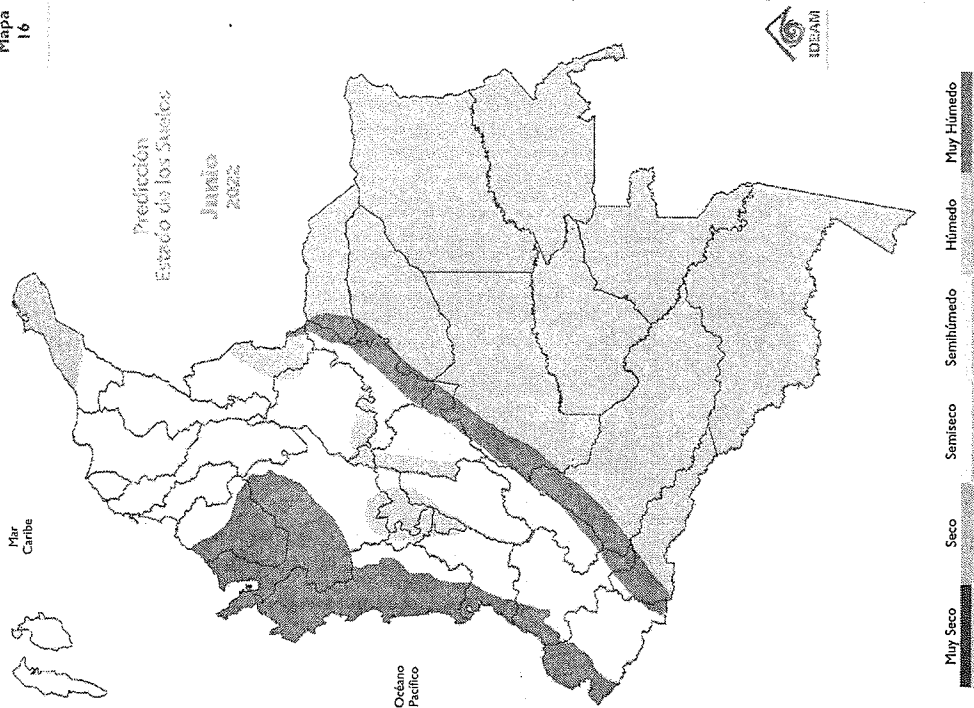 Mapa
16
Predicción
Estado de los Suelos
Junio
2022
Mar
Caribe
Océano
Pacífico
IDEAM
Muy Seco
Seco
Semiseco
Semihúmedo
Húmedo
Muy Húmedo